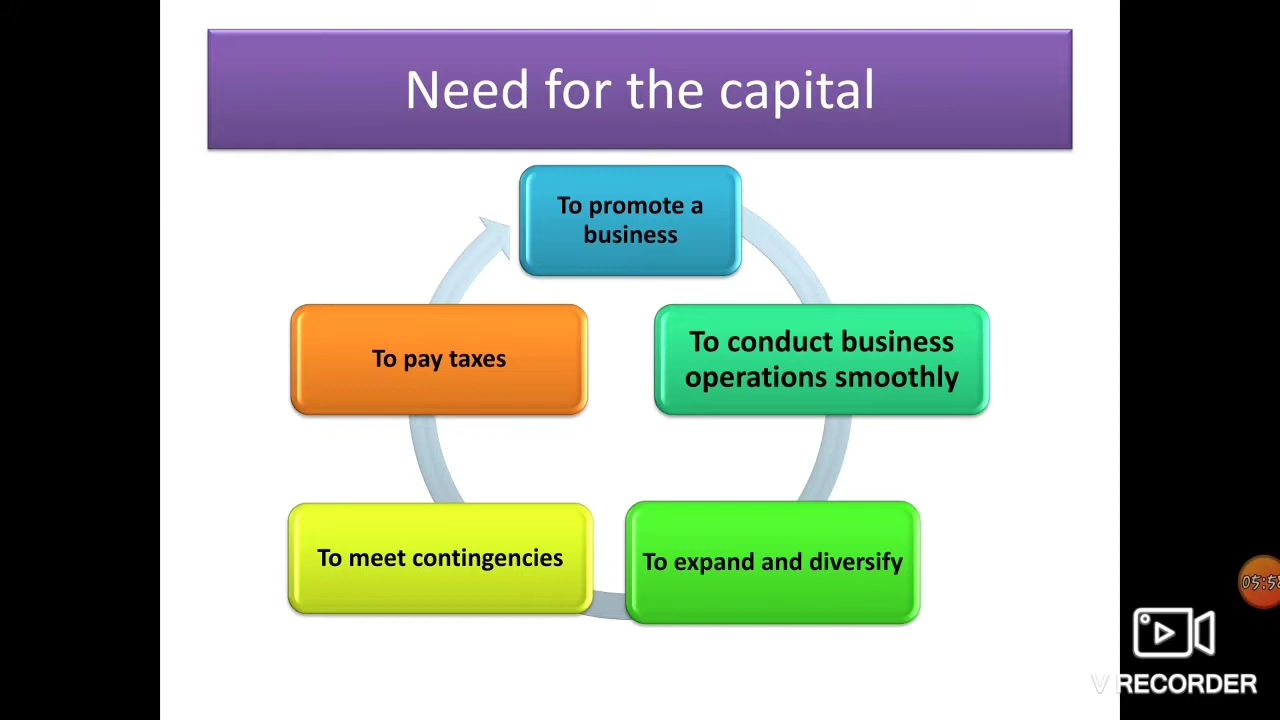 Need for the capital
To promote a
business
To conduct business
operations smoothly
To expand and diversify
To meet contingencies
To pay taxes
V RECORDER